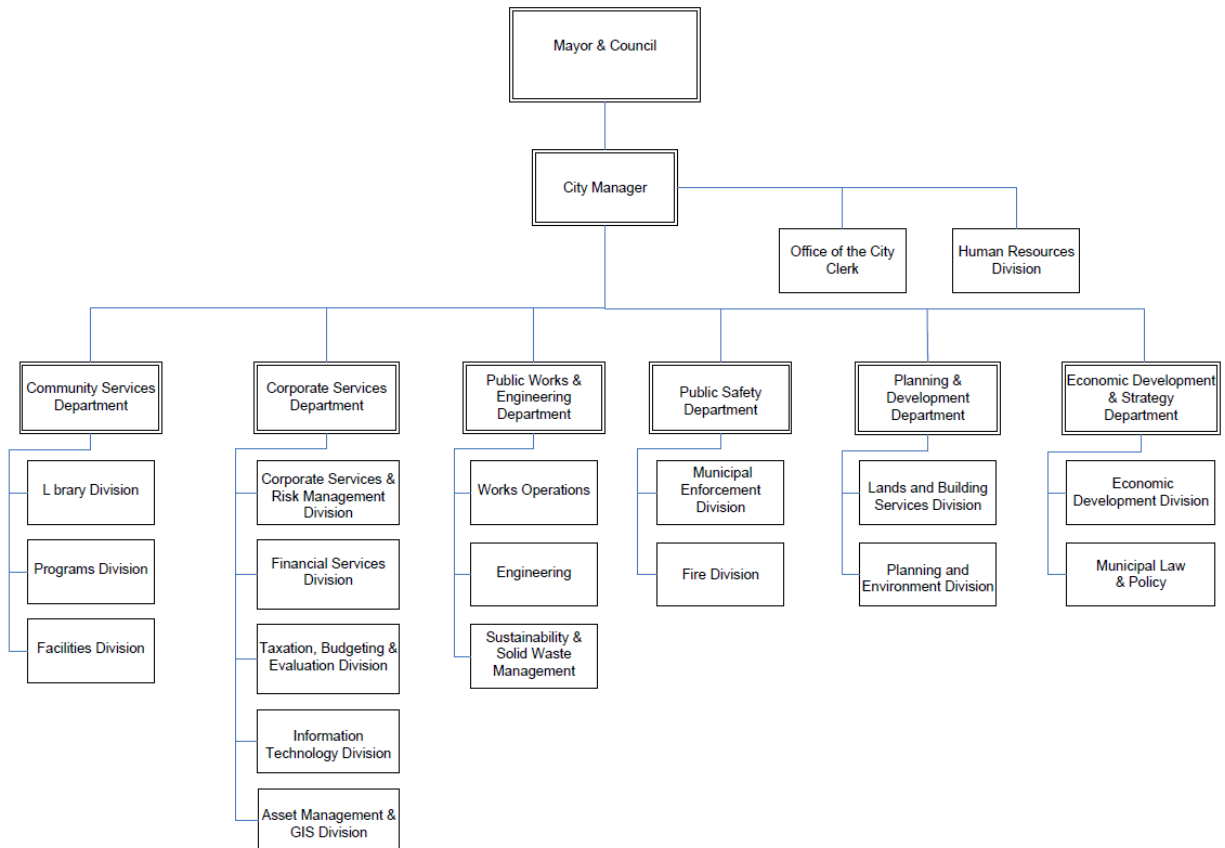 Mayor & Council
City Manager
Office of the City
Clerk
Human Resources
Division
Community Services
Department
Corporate Services
Department
Public Works &
Engineering
Department
Public Safety
Department
Planning &
Development
Department
Economic Development
& Strategy
Department
L brary Division
Programs Division
Facilities Division
Corporate Services &
Risk Management
Division
Financial Services
Division
Taxation, Budgeting &
Evaluation Division
Information
Technology Division
Asset Management &
GIS Division
Works Operations
Engineering
Sustainability &
Solid Waste
Management
Municipal
Enforcement
Division
Fire Division
Lands and Building
Services Division
Planning and
Environment Division
Economic
Development Division
Municipal Law
& Policy